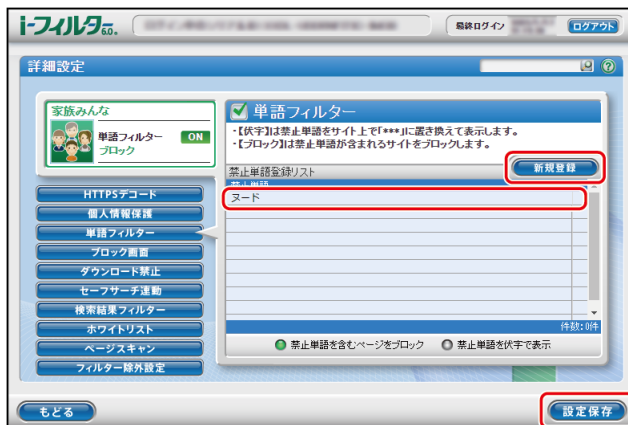 i-フィルター6.0.
最終ログイン
ログアウト
詳細設定
家族みんな
単語フィルター ON
ブロック
単語フィルター
・【伏字】は禁止単語をサイト上で「***」に置き換えて表示します。
・【ブロック】は禁止単語が含まれるサイトをブロックします。
禁止単語登録リスト
新規登録
禁止単語
ヌード
件数:0件
禁止単語を含むページをブロック
禁止単語を伏字で表示
HTTPSデコード
個人情報保護
単語フィルター
ブロック画面
ダウンロード禁止
セーフサーチ連動
検索結果フィルター
ホワイトリスト
ページスキャン
フィルター除外設定
もどる
設定保存